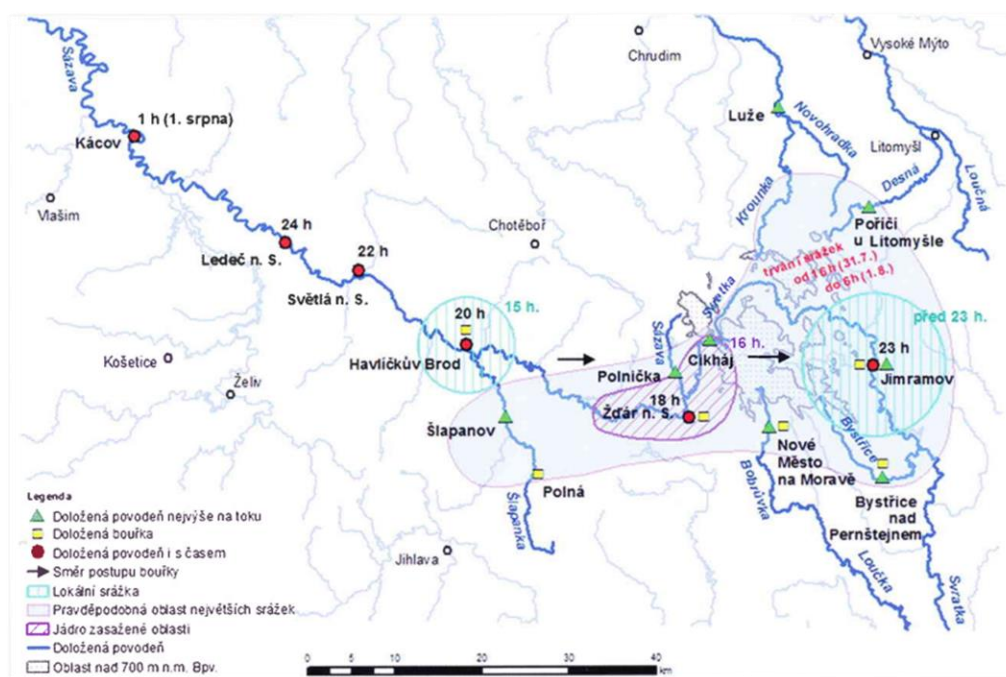 Chrudim
Vysoké Mýto
Sázava
Luže
Novohradka
1 h (1. srpna)
Kácov
Litomyšl
Desná
Loučná
Krounka
Vlašim
Chotěboř
Poříčí
u Litomyšle
24 h
Ledeč n. S.
22 h
Světlá n. S.
trvání srážek
od 16h (31.7.)
do 6h (1.8.)
Svratka
15 h.
před 23 h.
20 h
Havlíčkův Brod
Sázava
16 h.
Cikháj
23 h
Jimramov
Košetice
Želiv
Polnička
18 h
Žďár n. S.
Šlapanov
Bystřice
Nové
Město
na Moravě
Polná
Šlapanka
Bobrůvka
Bystřice
nad
Pernštejnem
Jihlava
Loučka
Svratka
Legenda
Doložená povodeň nejvýše na toku
Doložená bouřka
Doložená povodeň i s časem
Směr postupu bouřky
Lokální srážka
Pravděpodobná oblast největších srážek
Jádro zasažené oblasti
Doložená povodeň
Oblast nad 700 m n.m. Bpv.
0 5 10 20 30 40
km